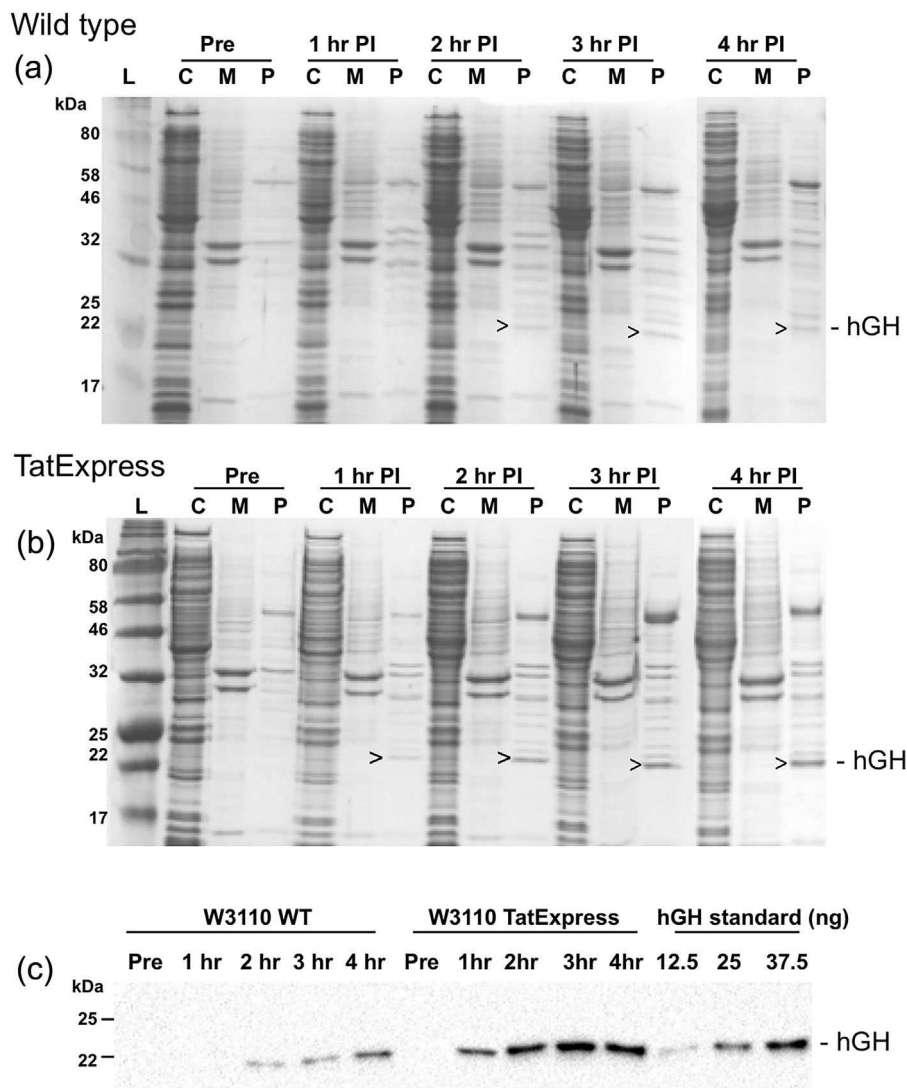 Wild type
(a)
Pre 1 hr PI 2 hr PI 3 hr PI 4 hr PI
L C M P C M P C M P C M P C M P
kDa
80
58
46
32
25
22
> > > - hGH
17
TatExpress
(b)
Pre 1 hr PI 2 hr PI 3 hr PI 4 hr PI
L C M P C M P C M P C M P C M P
kDa
80
58
46
32
25
22
> > > > - hGH
17
W3110 WT W3110 TatExpress hGH standard (ng)
(c)
Pre 1 hr 2 hr 3 hr 4 hr Pre 1hr 2hr 3hr 4hr 12.5 25 37.5
kDa
25
22
- hGH